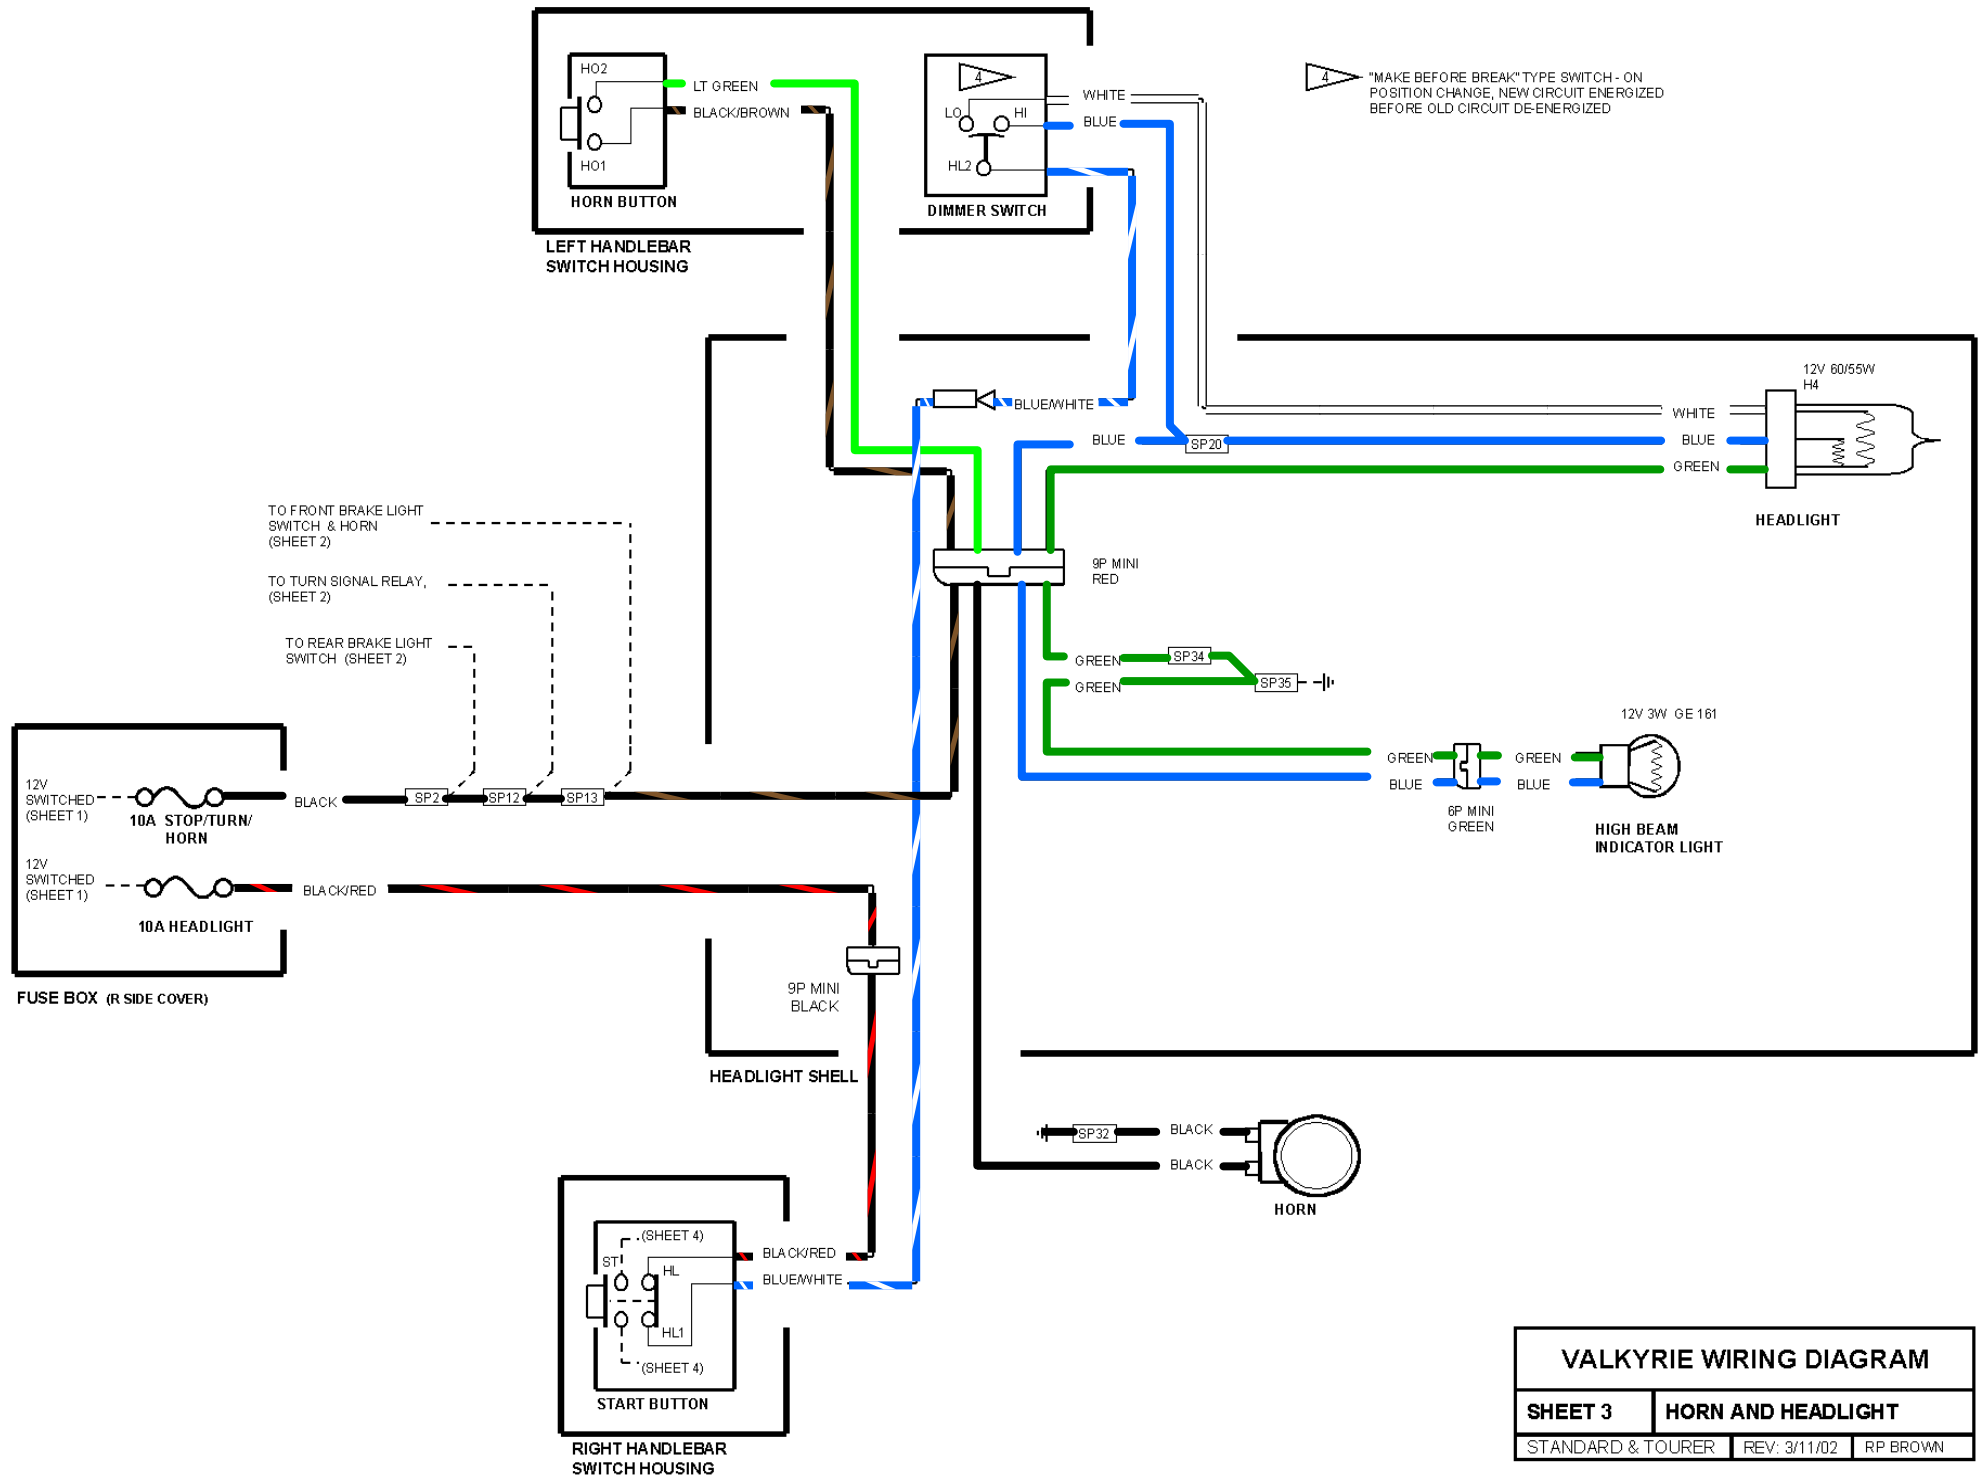 HO2
LT GREEN
BLACK/BROWN
HO1
HORN BUTTON
LEFT HANDLEBAR
SWITCH HOUSING
4
LO
HI
HL2
DIMMER SWITCH
WHITE
BLUE
4
"MAKE BEFORE BREAK" TYPE SWITCH - ON
POSITION CHANGE, NEW CIRCUIT ENERGIZED
BEFORE OLD CIRCUIT DE-ENERGIZED
12V 60/55W
H4
BLUE/WHITE
WHITE
BLUE
SP20
BLUE
GREEN
HEADLIGHT
TO FRONT BRAKE LIGHT
SWITCH & HORN
(SHEET 2)
TO TURN SIGNAL RELAY,
(SHEET 2)
TO REAR BRAKE LIGHT
SWITCH (SHEET 2)
9P MINI
RED
GREEN
SP34
GREEN
SP35
12V 3W GE 161
GREEN
GREEN
BLUE
BLUE
6P MINI
GREEN
HIGH BEAM
INDICATOR LIGHT
12V
SWITCHED
(SHEET 1)
10A STOP/TURN/
HORN
BLACK
SP2
SP12
SP13
12V
SWITCHED
(SHEET 1)
BLACK/RED
10A HEADLIGHT
FUSE BOX (R SIDE COVER)
9P MINI
BLACK
HEADLIGHT SHELL
SP32
BLACK
BLACK
HORN
(SHEET 4)
ST
HL
BLACK/RED
BLUE/WHITE
HL1
(SHEET 4)
START BUTTON
RIGHT HANDLEBAR
SWITCH HOUSING
VALKYRIE WIRING DIAGRAM
SHEET 3
HORN AND HEADLIGHT
STANDARD & TOURER
REV: 3/11/02
RP BROWN